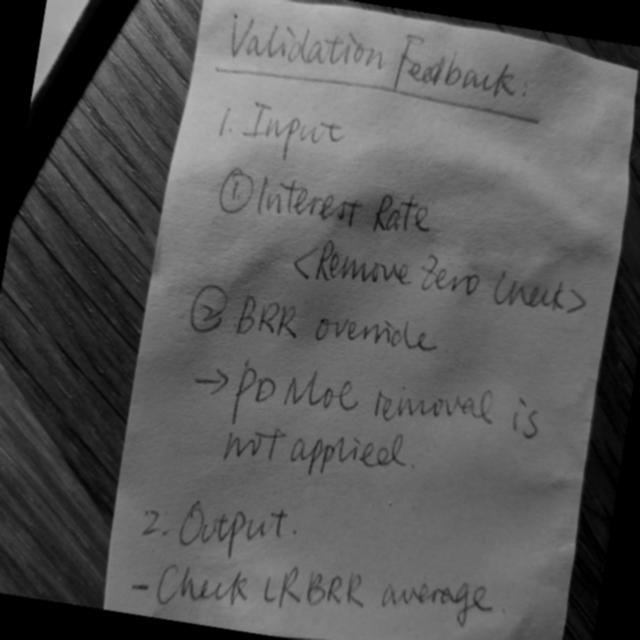 Validation Feedback:
1. Input
① Interest Rate
<Remove Zero Check>
② BRR override
→ PD MoC removal is
not applied.
2. Output.
- Check LRBRR average.